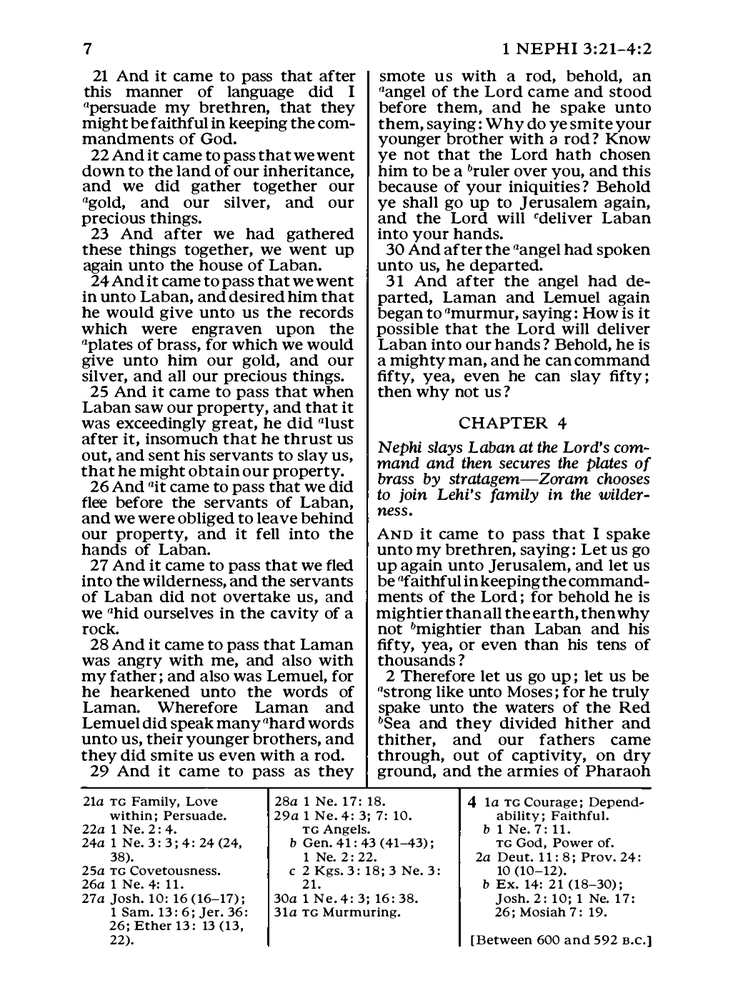 7
1 NEPHI 3:21–4:2
21 And it came to pass that after
this manner of language did I
ᵃpersuade my brethren, that they
might be faithful in keeping the com-
mandments of God.
22 And it came to pass that we went
down to the land of our inheritance,
and we did gather together our
ᵃgold, and our silver, and our
precious things.
23 And after we had gathered
these things together, we went up
again unto the house of Laban.
24 And it came to pass that we went
in unto Laban, and desired him that
he would give unto us the records
which were engraven upon the
ᵃplates of brass, for which we would
give unto him our gold, and our
silver, and all our precious things.
25 And it came to pass that when
Laban saw our property, and that it
was exceedingly great, he did ᵃlust
after it, insomuch that he thrust us
out, and sent his servants to slay us,
that he might obtain our property.
26 And ᵃit came to pass that we did
flee before the servants of Laban,
and we were obliged to leave behind
our property, and it fell into the
hands of Laban.
27 And it came to pass that we fled
into the wilderness, and the servants
of Laban did not overtake us, and
we ᵃhid ourselves in the cavity of a
rock.
28 And it came to pass that Laman
was angry with me, and also with
my father; and also was Lemuel, for
he hearkened unto the words of
Laman. Wherefore Laman and
Lemuel did speak many ᵃhard words
unto us, their younger brothers, and
they did smite us even with a rod.
29 And it came to pass as they
smote us with a rod, behold, an
ᵃangel of the Lord came and stood
before them, and he spake unto
them, saying: Why do ye smite your
younger brother with a rod? Know
ye not that the Lord hath chosen
him to be a ᵇruler over you, and this
because of your iniquities? Behold
ye shall go up to Jerusalem again,
and the Lord will ᶜdeliver Laban
into your hands.
30 And after the ᵃangel had spoken
unto us, he departed.
31 And after the angel had de-
parted, Laman and Lemuel again
began to ᵃmurmur, saying: How is it
possible that the Lord will deliver
Laban into our hands? Behold, he is
a mighty man, and he can command
fifty, yea, even he can slay fifty;
then why not us?
CHAPTER 4
Nephi slays Laban at the Lord's com-
mand and then secures the plates of
brass by stratagem—Zoram chooses
to join Lehi's family in the wilder-
ness.
AND it came to pass that I spake
unto my brethren, saying: Let us go
up again unto Jerusalem, and let us
be ᵃfaithful in keeping the command-
ments of the Lord; for behold he is
mightier than all the earth, then why
not ᵇmightier than Laban and his
fifty, yea, or even than his tens of
thousands?
2 Therefore let us go up; let us be
ᵃstrong like unto Moses; for he truly
spake unto the waters of the Red
ᵇSea and they divided hither and
thither, and our fathers came
through, out of captivity, on dry
ground, and the armies of Pharaoh
21a TG Family, Love
within; Persuade.
22a 1 Ne. 2: 4.
24a 1 Ne. 3: 3; 4: 24 (24,
38).
25a TG Covetousness.
26a 1 Ne. 4: 11.
27a Josh. 10: 16 (16–17);
1 Sam. 13: 6; Jer. 36:
26; Ether 13: 13 (13,
22).
28a 1 Ne. 17: 18.
29a 1 Ne. 4: 3; 7: 10.
TG Angels.
b Gen. 41: 43 (41–43);
1 Ne. 2: 22.
c 2 Kgs. 3: 18; 3 Ne. 3:
21.
30a 1 Ne. 4: 3; 16: 38.
31a TG Murmuring.
4 1a TG Courage; Depend-
ability; Faithful.
b 1 Ne. 7: 11.
TG God, Power of.
2a Deut. 11: 8; Prov. 24:
10 (10–12).
b Ex. 14: 21 (18–30);
Josh. 2: 10; 1 Ne. 17:
26; Mosiah 7: 19.
[Between 600 and 592 B.C.]